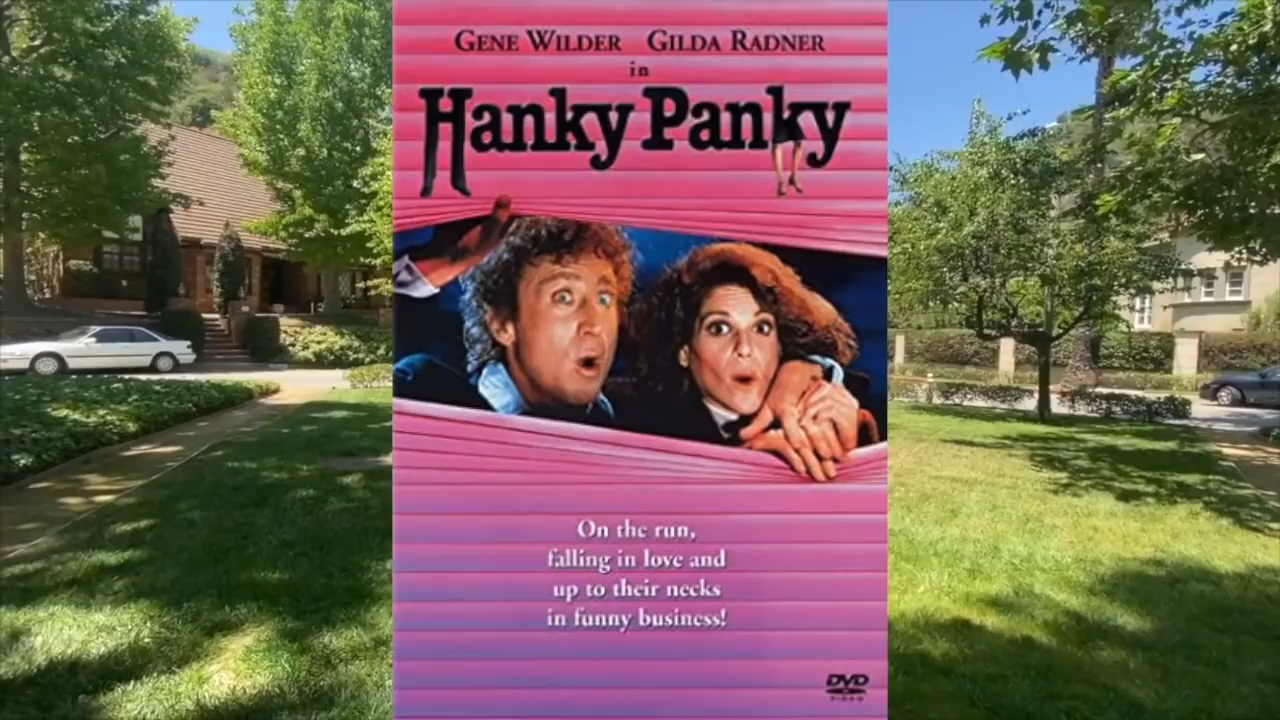 GENE WILDER GILDA RADNER
in
Hanky Panky
On the run,
falling in love and
up to their necks
in funny business!
DVD
VIDEO